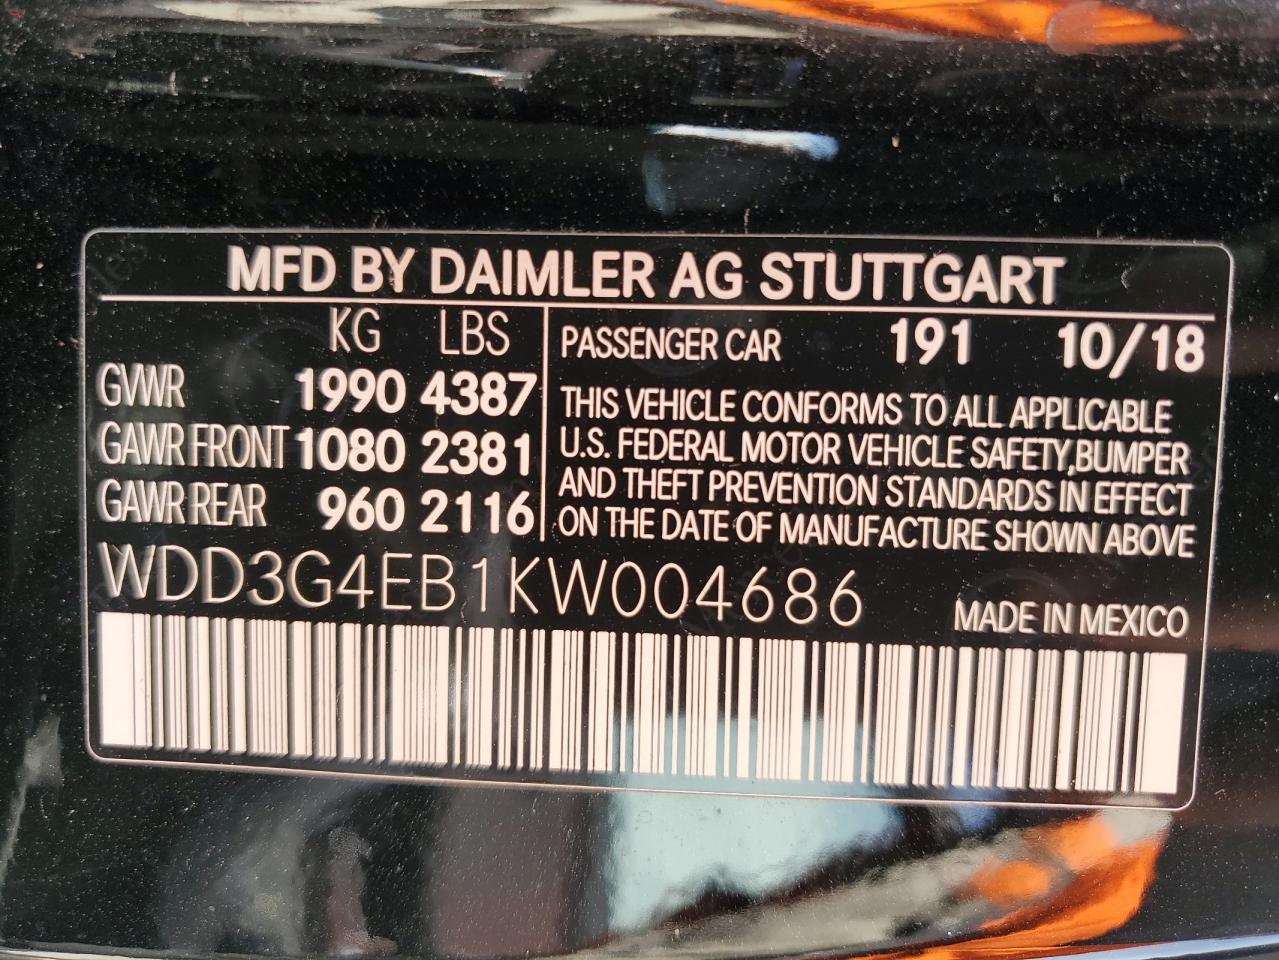 MFD BY DAIMLER AG STUTTGART
KG LBS
GVWR 1990 4387
GAWR FRONT 1080 2381
GAWR REAR 960 2116
PASSENGER CAR 191 10/18
THIS VEHICLE CONFORMS TO ALL APPLICABLE
U.S. FEDERAL MOTOR VEHICLE SAFETY,BUMPER
AND THEFT PREVENTION STANDARDS IN EFFECT
ON THE DATE OF MANUFACTURE SHOWN ABOVE
WDD3G4EB1KW004686
MADE IN MEXICO